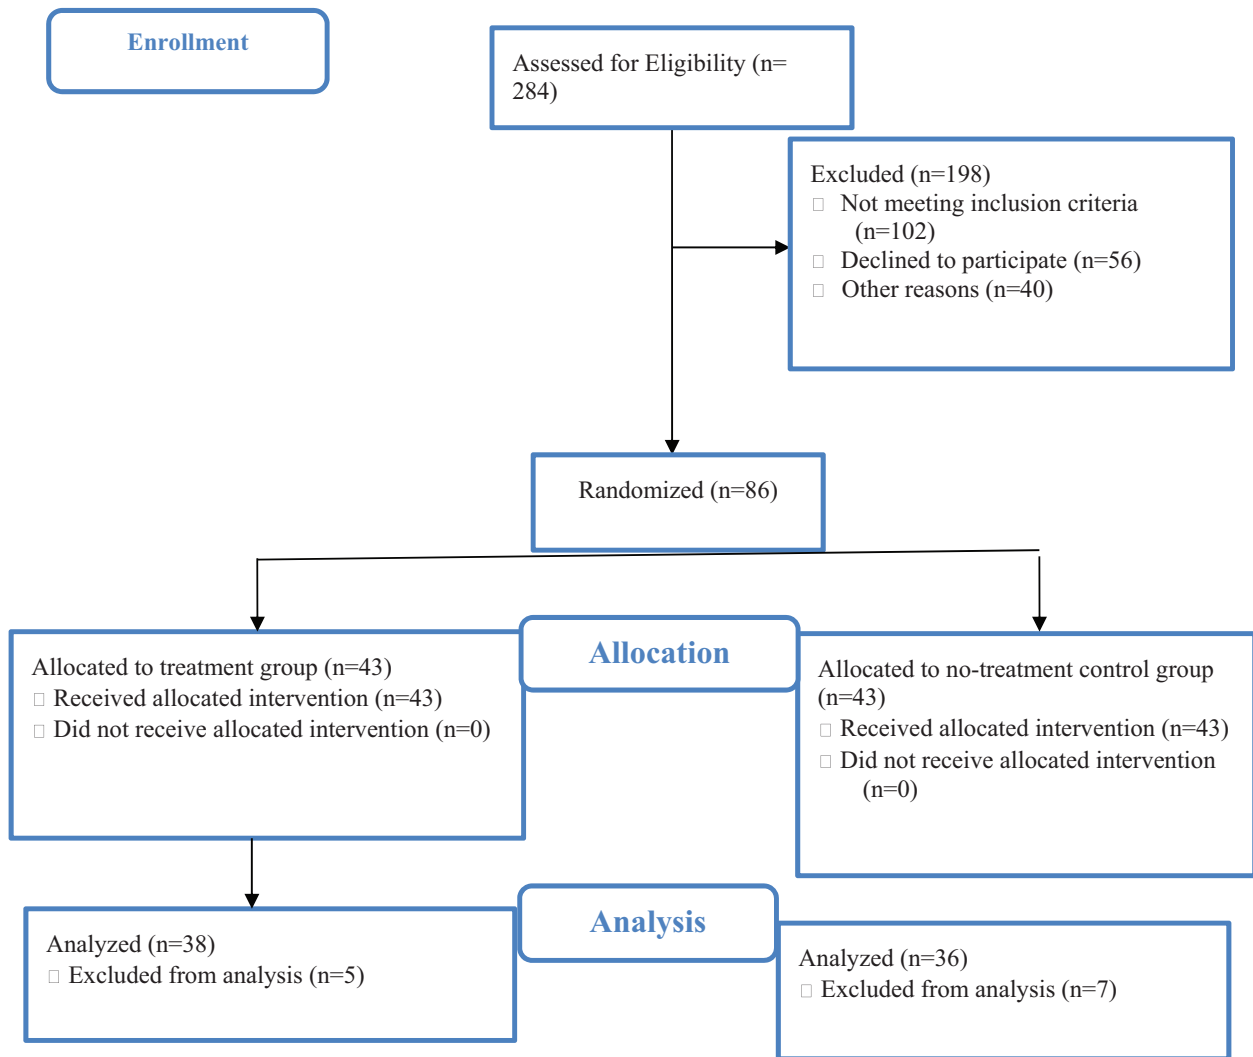 Enrollment
Assessed for Eligibility (n=
284)
Excluded (n=198)
Not meeting inclusion criteria
(n=102)
Declined to participate (n=56)
Other reasons (n=40)
Randomized (n=86)
Allocation
Allocated to treatment group (n=43)
Received allocated intervention (n=43)
Did not receive allocated intervention (n=0)
Allocated to no-treatment control group
(n=43)
Received allocated intervention (n=43)
Did not receive allocated intervention
(n=0)
Analysis
Analyzed (n=38)
Excluded from analysis (n=5)
Analyzed (n=36)
Excluded from analysis (n=7)